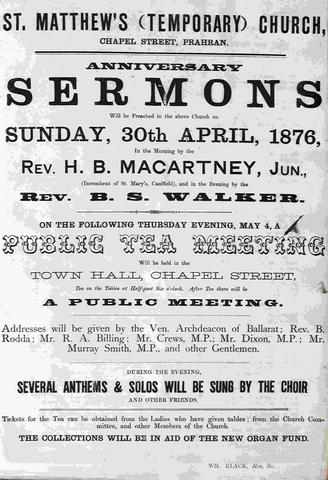 ST. MATTHEW'S (TEMPORARY) CHURCH,
CHAPEL STREET, PRAHRAN.
ANNIVERSARY
SERMONS
Will be Preached in the above Church on
SUNDAY, 30th APRIL, 1876,
In the Morning by the
REV. H. B. MACARTNEY, JUN.,
(Incumbent of St. Mary's, Caulfield), and in the Evening by the
REV. B. S. WALKER.
ON THE FOLLOWING THURSDAY EVENING, MAY 4, A
PUBLIC TEA MEETING
Will be held in the
TOWN HALL, CHAPEL STREET,
Tea on the Tables at Half-past Six o'clock. After Tea there will be
A PUBLIC MEETING.
Addresses will be given by the Ven. Archdeacon of Ballarat; Rev. B.
Rodda; Mr. R. A. Billing; Mr. Crews, M.P.; Mr. Dixon, M.P.; Mr.
Murray Smith, M.P., and other Gentlemen.
DURING THE EVENING,
SEVERAL ANTHEMS & SOLOS WILL BE SUNG BY THE CHOIR
AND OTHER FRIENDS.
Tickets for the Tea can be obtained from the Ladies who have given tables; from the Church Com-
mittee, and other Members of the Church.
THE COLLECTIONS WILL BE IN AID OF THE NEW ORGAN FUND.
WM. BLACK, Hon. Sec.